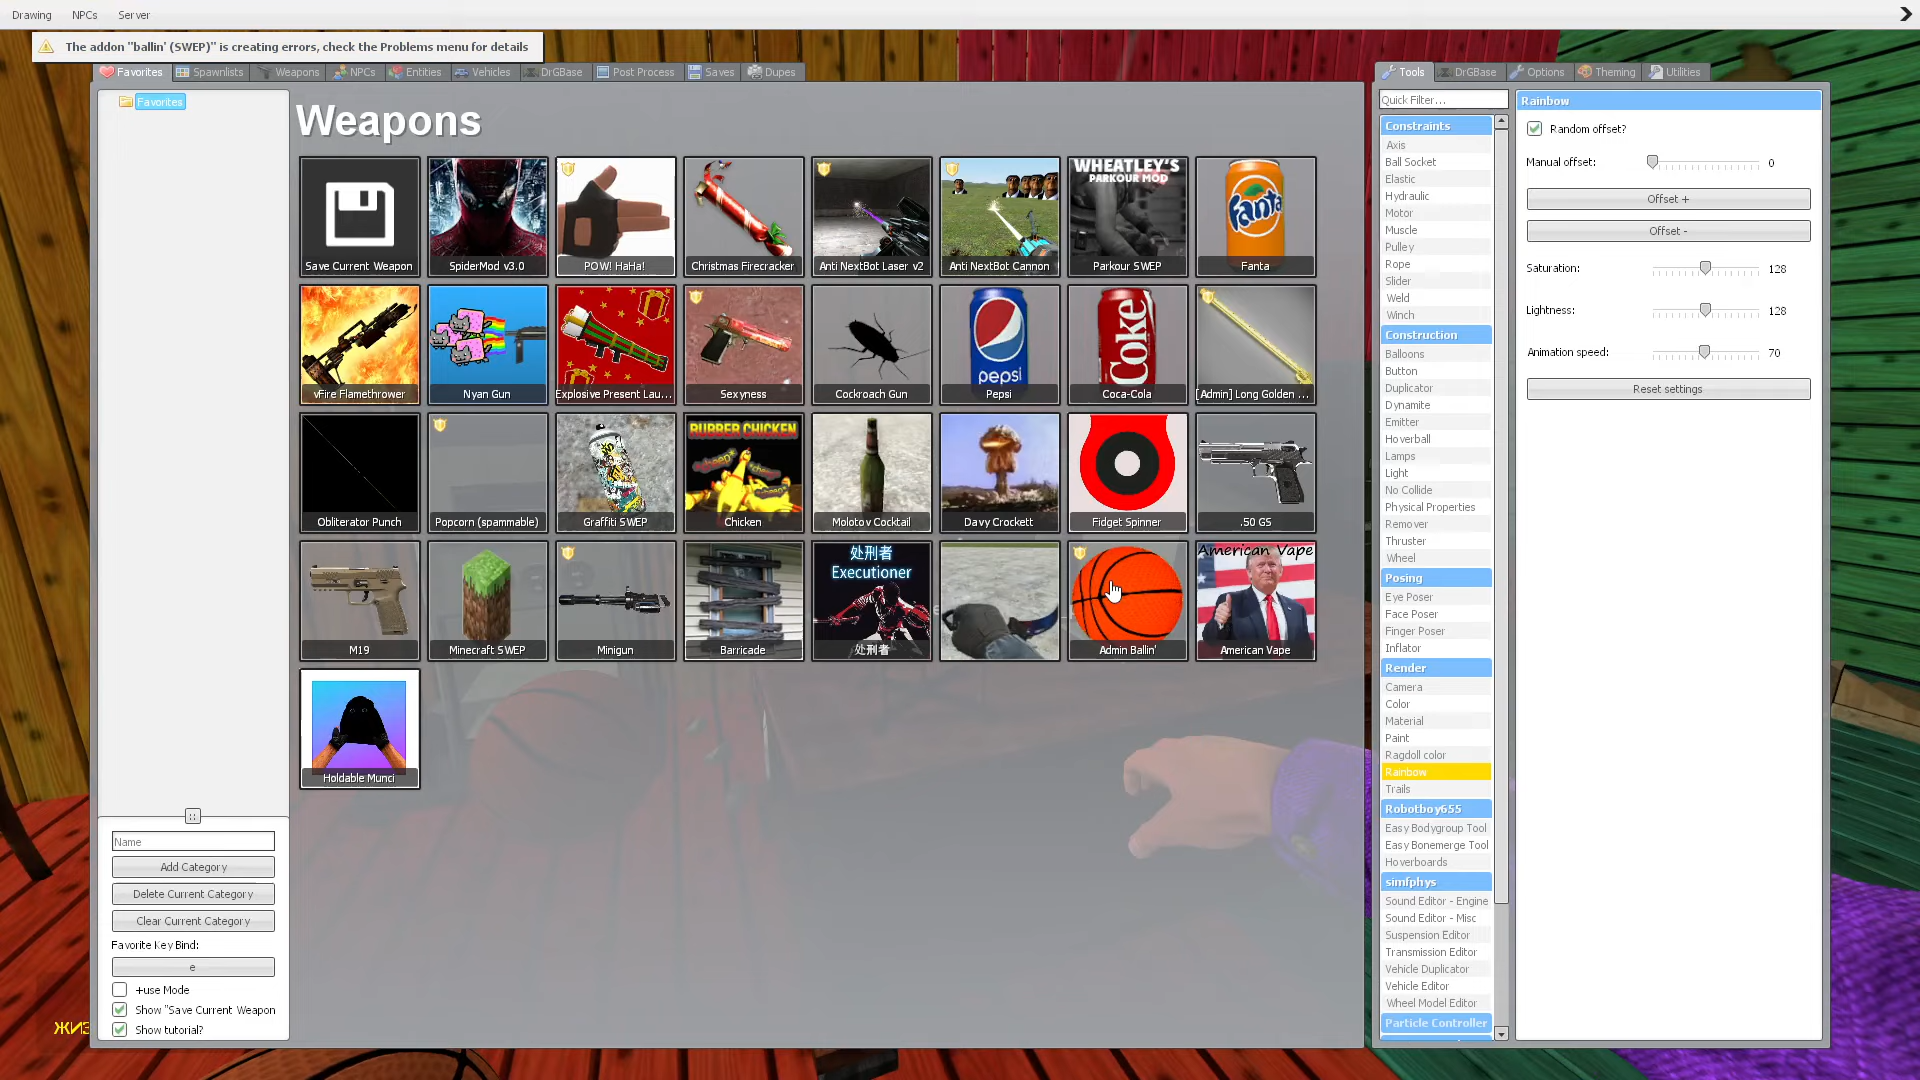 Drawing NPCs Server
The addon "ballin' (SWEP)" is creating errors, check the Problems menu for details
Favorites Spawnlists Weapons NPCs Entities Vehicles DrGBase Post Process Saves Dupes
Favorites
Weapons
Save Current Weapon
SpiderMod v3.0
POW! HaHa!
Christmas Firecracker
Anti NextBot Laser v2
Anti NextBot Cannon
WHEATLEY'S
PARKOUR MOD
Parkour SWEP
Fanta
Fanta
vFire Flamethrower
Nyan Gun
Explosive Present Lau...
Sexyness
Cockroach Gun
pepsi
Pepsi
Coke
Coca-Cola
[Admin] Long Golden ...
Obliterator Punch
Popcorn (spammable)
Graffiti SWEP
RUBBER CHICKEN
Chicken
Molotov Cocktail
Davy Crockett
Fidget Spinner
.50 GS
M19
Minecraft SWEP
Minigun
Barricade
处刑者
Executioner
处刑者
Admin Ballin'
American Vape
American Vape
Holdable Munci
Name
Add Category
Delete Current Category
Clear Current Category
Favorite Key Bind:
e
+use Mode
Show "Save Current Weapon
Show tutorial?
ЖИЗ
Tools DrGBase Options Theming Utilities
Quick Filter...
Constraints
Axis
Ball Socket
Elastic
Hydraulic
Motor
Muscle
Pulley
Rope
Slider
Weld
Winch
Construction
Balloons
Button
Duplicator
Dynamite
Emitter
Hoverball
Lamps
Light
No Collide
Physical Properties
Remover
Thruster
Wheel
Posing
Eye Poser
Face Poser
Finger Poser
Inflator
Render
Camera
Color
Material
Paint
Ragdoll color
Rainbow
Trails
Robotboy655
Easy Bodygroup Tool
Easy Bonemerge Tool
Hoverboards
simfphys
Sound Editor - Engine
Sound Editor - Misc
Suspension Editor
Transmission Editor
Vehicle Duplicator
Vehicle Editor
Wheel Model Editor
Particle Controller
Rainbow
Random offset?
Manual offset: 0
Offset +
Offset -
Saturation: 128
Lightness: 128
Animation speed: 70
Reset settings